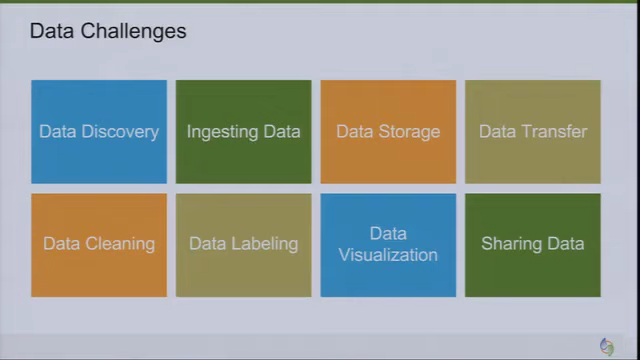 Data Challenges
Data Discovery
Ingesting Data
Data Storage
Data Transfer
Data Cleaning
Data Labeling
Data
Visualization
Sharing Data